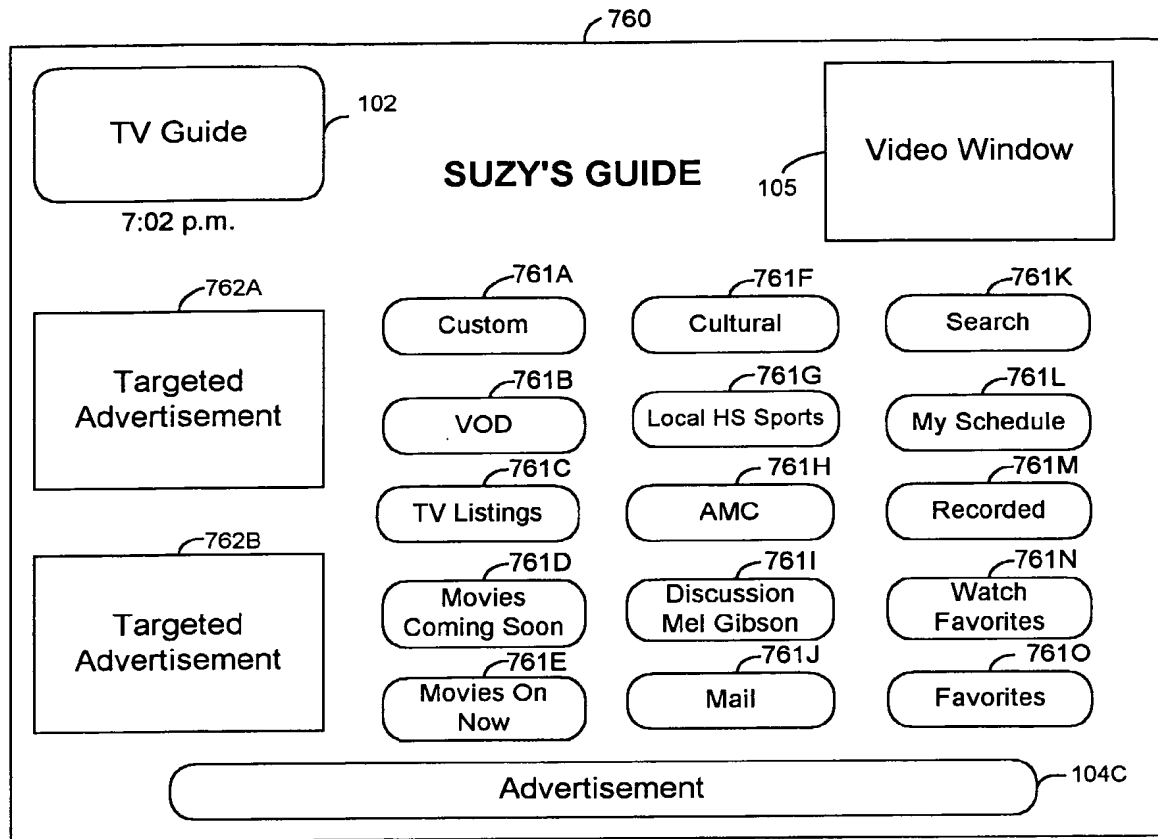 760
TV Guide
102
SUZY'S GUIDE
105
Video Window
7:02 p.m.
762A
Targeted
Advertisement
762B
Targeted
Advertisement
761A
Custom
761B
VOD
761C
TV Listings
761D
Movies
Coming Soon
761E
Movies On
Now
761F
Cultural
761G
Local HS Sports
761H
AMC
761I
Discussion
Mel Gibson
761J
Mail
761K
Search
761L
My Schedule
761M
Recorded
761N
Watch
Favorites
761O
Favorites
Advertisement
104C